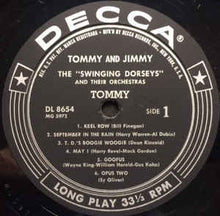 DECCA
TOMMY AND JIMMY
THE "SWINGING DORSEYS"
AND THEIR ORCHESTRAS
TOMMY
DL 8654
MG 5972
SIDE 1
1. KEEL ROW (Bill Finegan)
2. SEPTEMBER IN THE RAIN (Harry Warren-Al Dubin)
3. T. D.'S BOOGIE WOOGIE (Dean Kincaid)
4. MAY I (Harry Revel-Mack Gordon)
5. GOOFUS
(Wayne King-William Harold-Gus Kahn)
6. OPUS TWO
(Sy Oliver)
LONG PLAY 33⅓ RPM